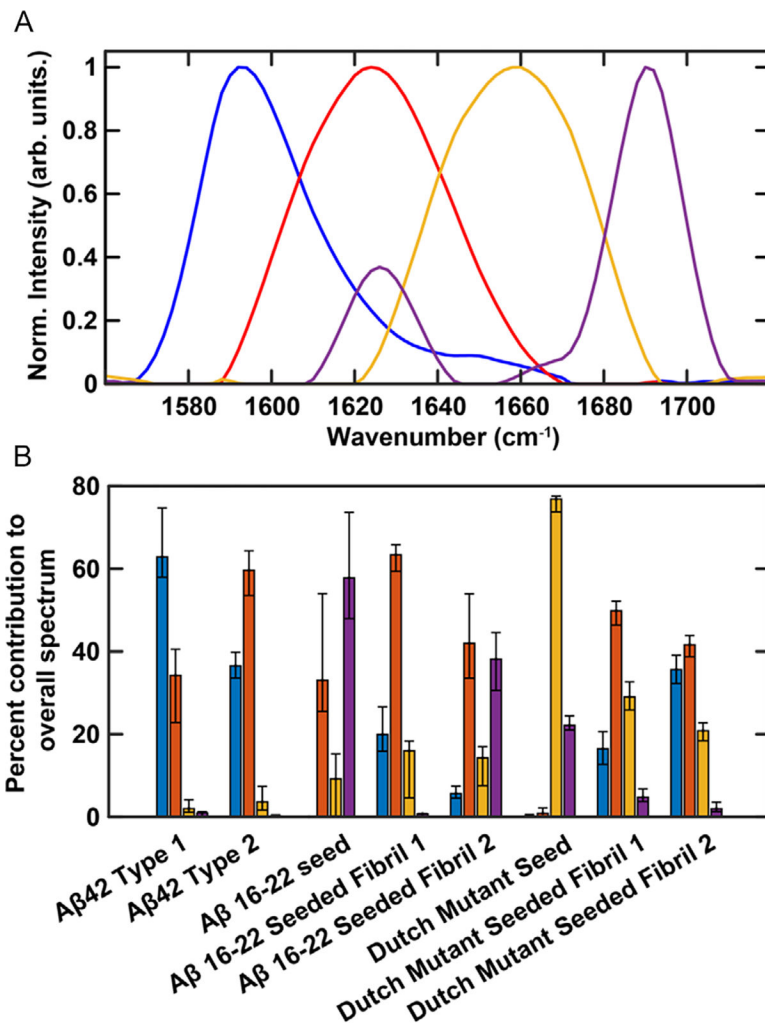 A
Norm. Intensity (arb. units.)
1
0.8
0.6
0.4
0.2
0
1580 1600 1620 1640 1660 1680 1700
Wavenumber (cm⁻¹)
B
Percent contribution to
overall spectrum
80
60
40
20
0
Aβ42 Type 1
Aβ42 Type 2
Aβ 16-22 seed
Aβ 16-22 Seeded Fibril 1
Aβ 16-22 Seeded Fibril 2
Dutch Mutant Seed
Dutch Mutant Seeded Fibril 1
Dutch Mutant Seeded Fibril 2